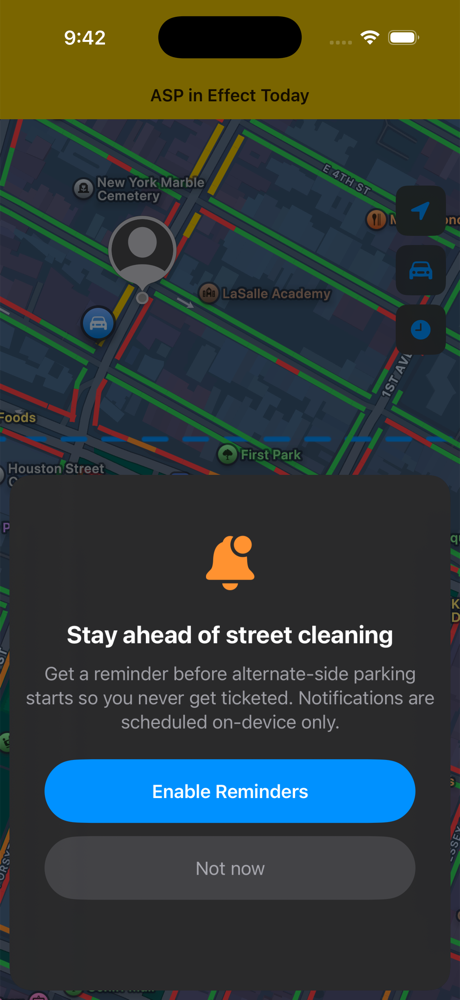 9:42
ASP in Effect Today
E 4TH ST
New York Marble
Cemetery
LaSalle Academy
1ST AVE
Foods
First Park
Houston Street
Stay ahead of street cleaning
Get a reminder before alternate-side parking
starts so you never get ticketed. Notifications are
scheduled on-device only.
Enable Reminders
Not now